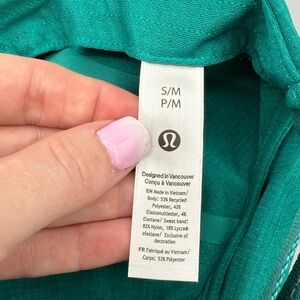 S/M
P/M
Designed in Vancouver
Conçu à Vancouver
EN Made in Vietnam/
Body: 53% Recycled
Polyester, 43%
Elastomultiester, 4%
Elastane/ Sweat band:
82% Nylon, 18% Lycra®
elastane/ Exclusive of
decoration
FR Fabriqué au Vietnam/
Corps: 53% Polyester